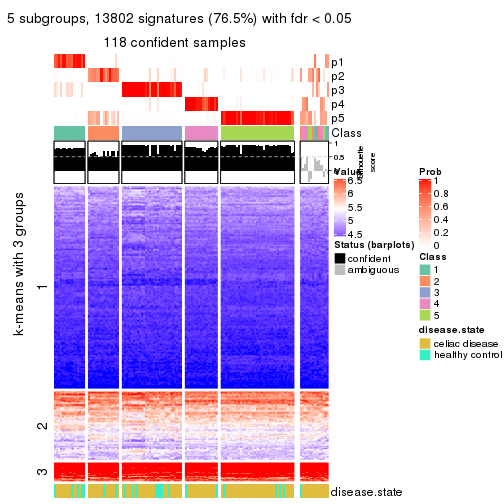 5 subgroups, 13802 signatures (76.5%) with fdr < 0.05
118 confident samples
p1
p2
p3
p4
p5
Class
1
0.5
0
silhouette
score
k-means with 3 groups
1
2
3
disease.state
Value
6.5
6
5.5
5
4.5
Status (barplots)
confident
ambiguous
Prob
1
0.8
0.6
0.4
0.2
0
Class
1
2
3
4
5
disease.state
celiac disease
healthy control